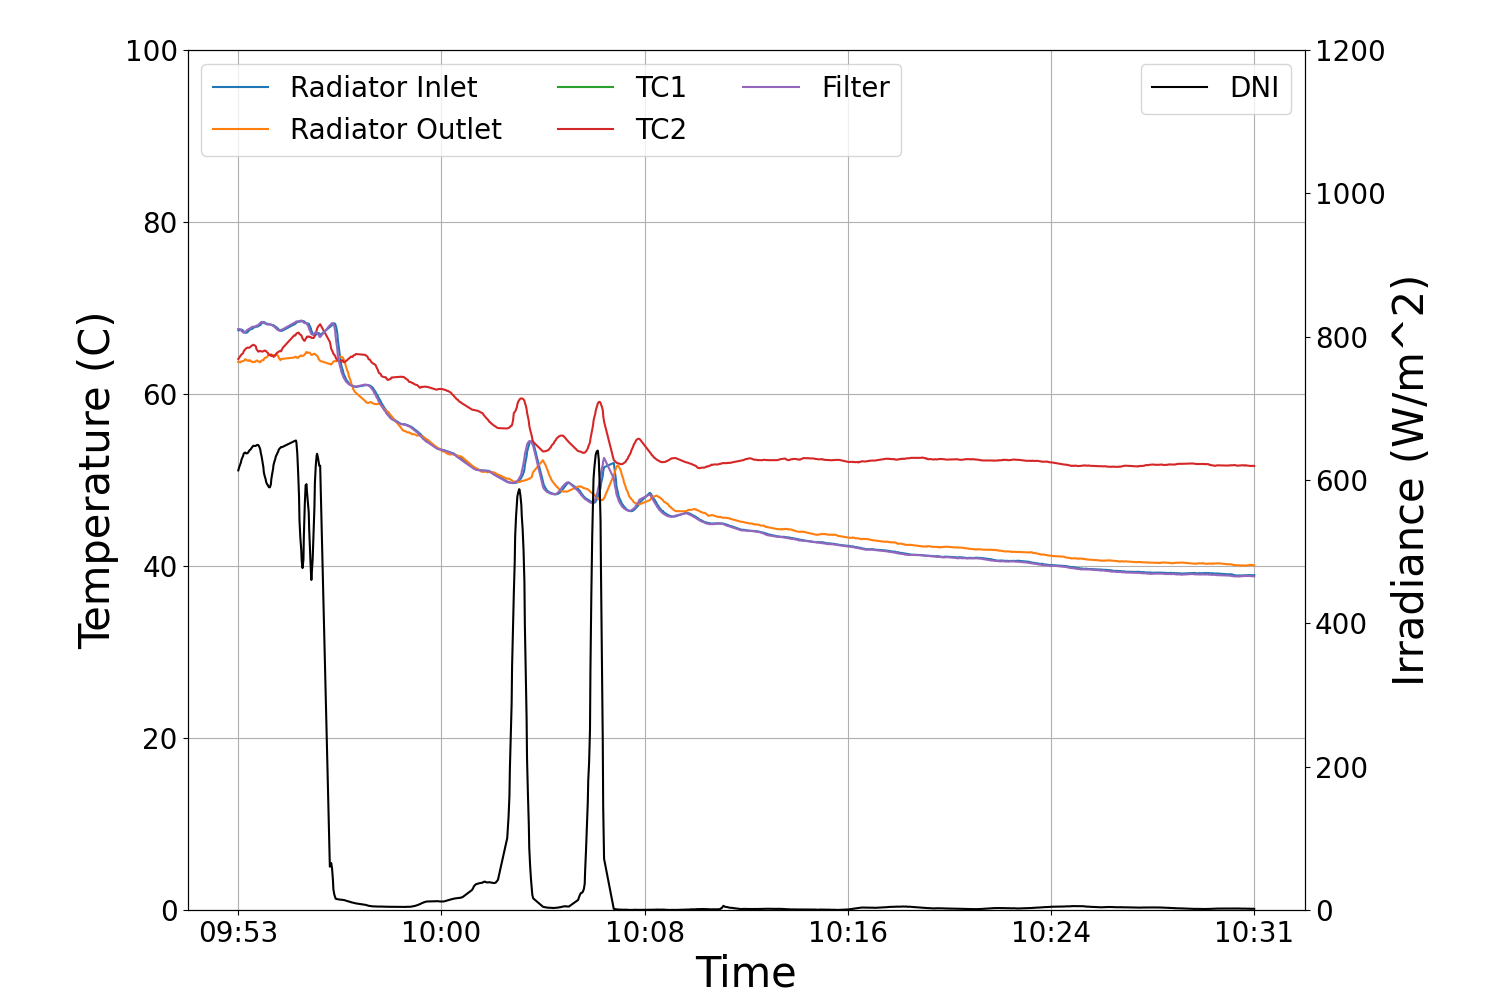 100
80
60
40
20
0
Temperature (C)
Radiator Inlet
Radiator Outlet
TC1
TC2
Filter
DNI
1200
1000
800
600
400
200
0
Irradiance (W/m^2)
09:53 10:00 10:08 10:16 10:24 10:31
Time